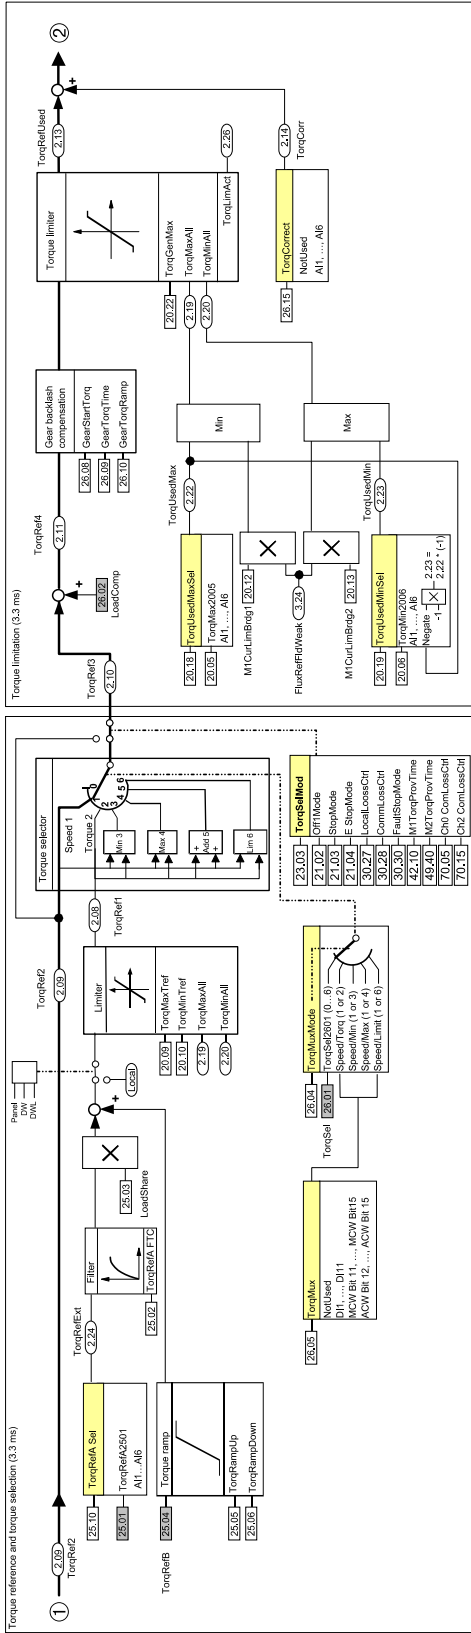 Torque reference and torque selection (3.3 ms)
1
2.09
TorqRef2
2.09
TorqRef2
Panel
DW
DWL
25.10
TorqRefA Sel
25.01
TorqRefA2501
AI1...AI6
2.24
TorqRefExt
Filter
25.02
TorqRefA FTC
25.03
LoadShare
+
Local
Limiter
20.09
TorqMaxTref
20.10
TorqMinTref
2.19
TorqMaxAll
2.20
TorqMinAll
2.08
TorqRef1
25.04
TorqRefB
Torque ramp
25.05
TorqRampUp
25.06
TorqRampDown
Torque selector
Speed 1
Torque 2
Min 3
Max 4
+
Add 5
+
Lim 6
0
1
2
3
4
5
6
26.05
TorqMux
NotUsed
DI1, ..., DI11
MCW Bit 11, ..., MCW Bit15
ACW Bit 12, ..., ACW Bit 15
26.04
TorqMuxMode
26.01
TorqSel
TorqSel2601 (0...6)
Speed/Torq (1 or 2)
Speed/Min (1 or 3)
Speed/Max (1 or 4)
Speed/Limit (1 or 6)
23.03
TorqSelMod
21.02
Off1Mode
21.03
StopMode
21.04
E StopMode
30.27
LocalLoossCtrl
30.28
CommLossCtrl
30.30
FaultStopMode
42.10
M1TorqProvTime
49.40
M2TorqProvTime
70.05
Ch0 ComLossCtrl
70.15
Ch2 ComLossCtrl
Torque limitation (3.3 ms)
2.10
TorqRef3
+
26.02
LoadComp
2.11
TorqRef4
Gear backlash
compensation
26.08
GearStartTorq
26.09
GearTorqTime
26.10
GearTorqRamp
Torque limiter
20.22
TorqGenMax
2.19
TorqMaxAll
2.20
TorqMinAll
TorqLimAct
2.26
2.13
TorqRefUsed
+
2
20.18
TorqUsedMaxSel
20.05
TorqMax2005
AI1, ..., AI6
2.22
TorqUsedMax
20.12
M1CurLimBrdg1
3.24
FluxRefFldWeak
20.13
M1CurLimBrdg2
Min
Max
20.19
TorqUsedMinSel
20.06
TorqMin2006
AI1, ..., AI6
Negate
-1
2.23 =
2.22 * (-1)
2.23
TorqUsedMin
26.15
TorqCorrect
NotUsed
AI1, ..., AI6
2.14
TorqCorr